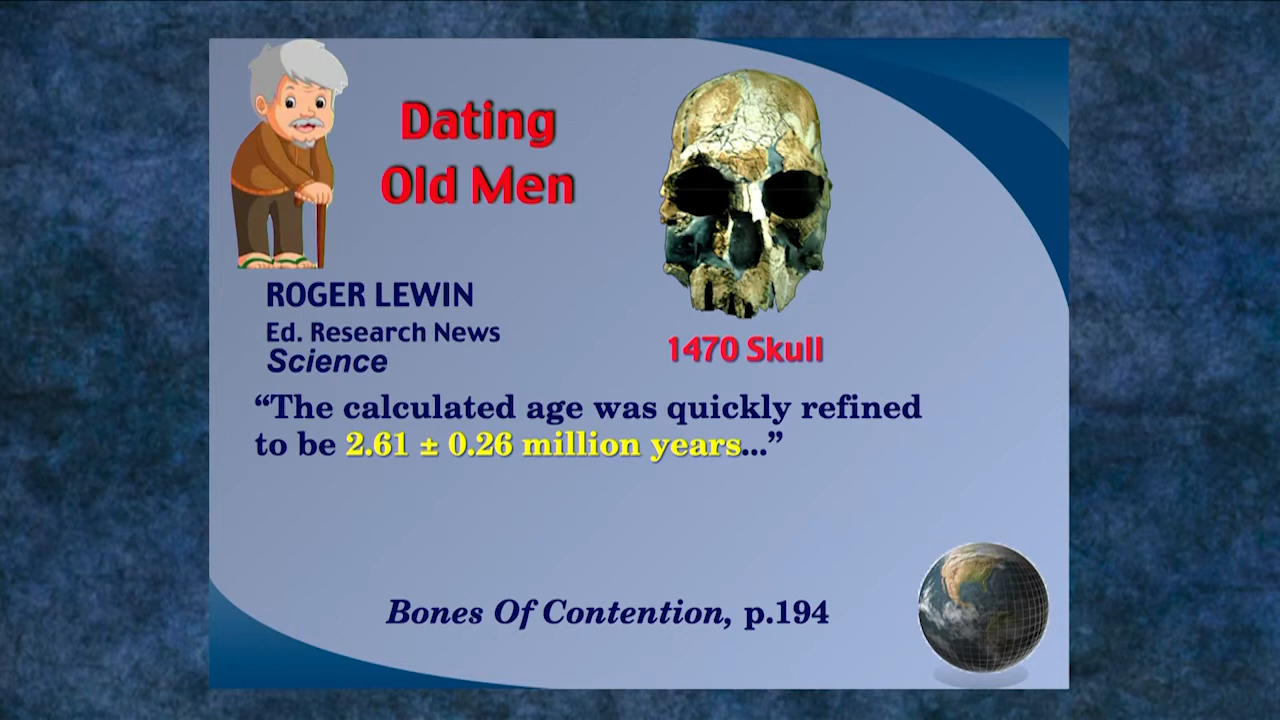 Dating
Old Men
ROGER LEWIN
Ed. Research News
Science
1470 Skull
“The calculated age was quickly refined
to be 2.61 ± 0.26 million years...”
Bones Of Contention, p.194